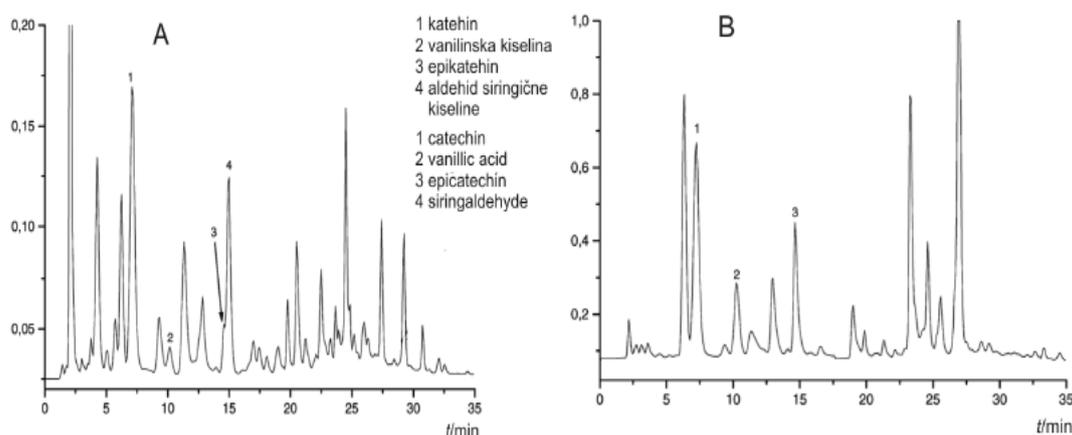 A
0,20
0,15
0,10
0,05
1
2
3
4
0 5 10 15 20 25 30 35
t/min
1 katehin
2 vanilinska kiselina
3 epikatehin
4 aldehid siringične
kiseline
1 catechin
2 vanillic acid
3 epicatechin
4 siringaldehyde
B
1,0
0,8
0,6
0,4
0,2
1
2
3
0 5 10 15 20 25 30 35
t/min